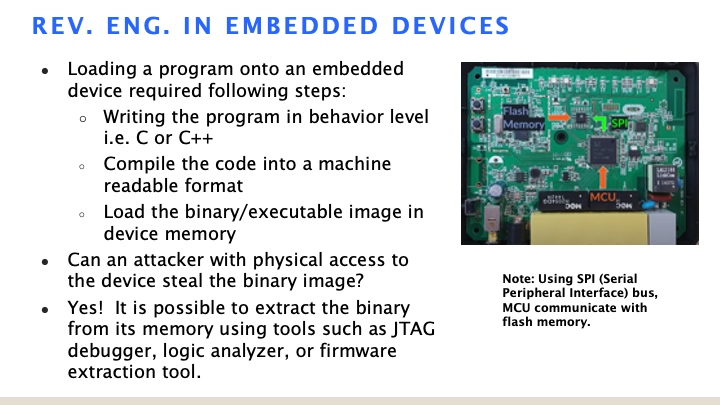 REV. ENG. IN EMBEDDED DEVICES
● Loading a program onto an embedded
device required following steps:
○ Writing the program in behavior level
i.e. C or C++
○ Compile the code into a machine
readable format
○ Load the binary/executable image in
device memory
● Can an attacker with physical access to
the device steal the binary image?
● Yes! It is possible to extract the binary
from its memory using tools such as JTAG
debugger, logic analyzer, or firmware
extraction tool.
Flash
Memory
SPI
MCU
Note: Using SPI (Serial
Peripheral Interface) bus,
MCU communicate with
flash memory.